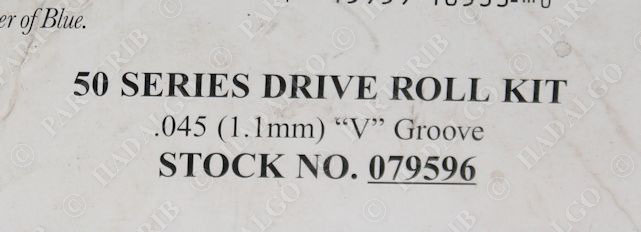 er of Blue.
50 SERIES DRIVE ROLL KIT
.045 (1.1mm) “V” Groove
STOCK NO. 079596